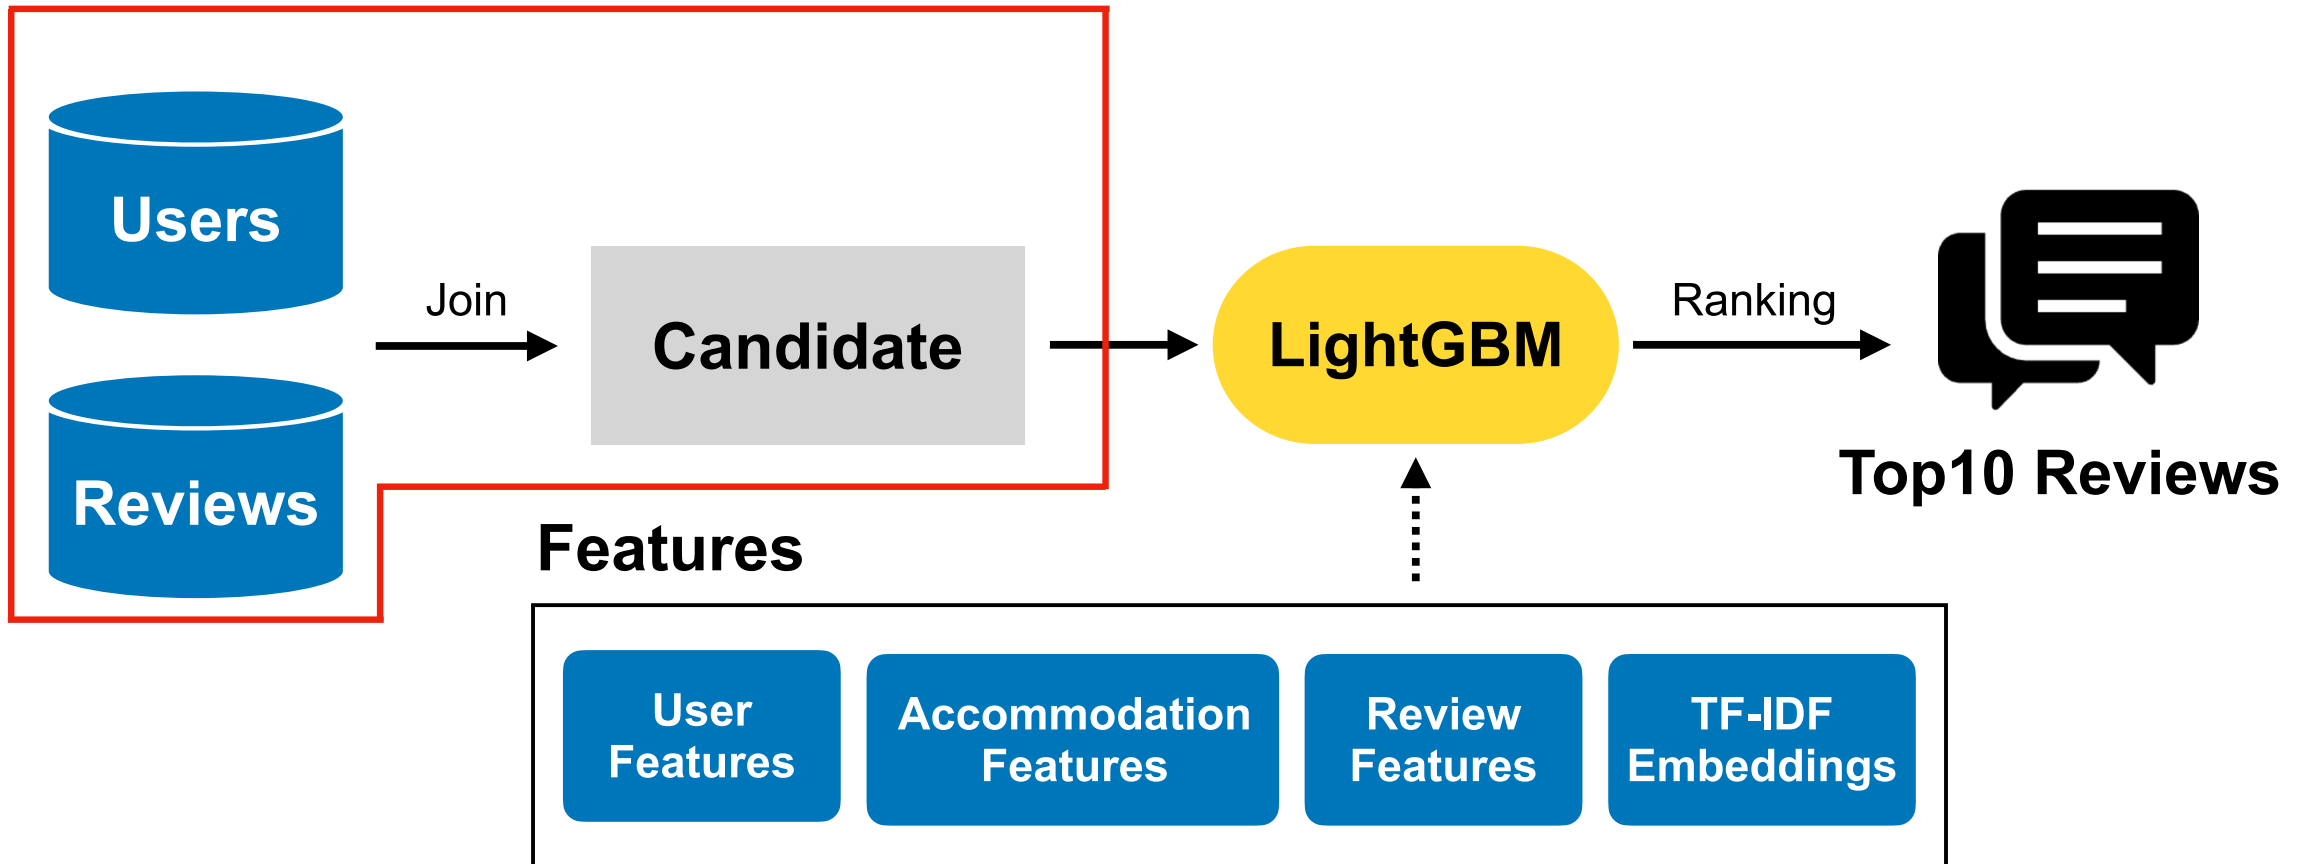 Users
Reviews
Join
Candidate
LightGBM
Ranking
Top10 Reviews
Features
User
Features
Accommodation
Features
Review
Features
TF-IDF
Embeddings